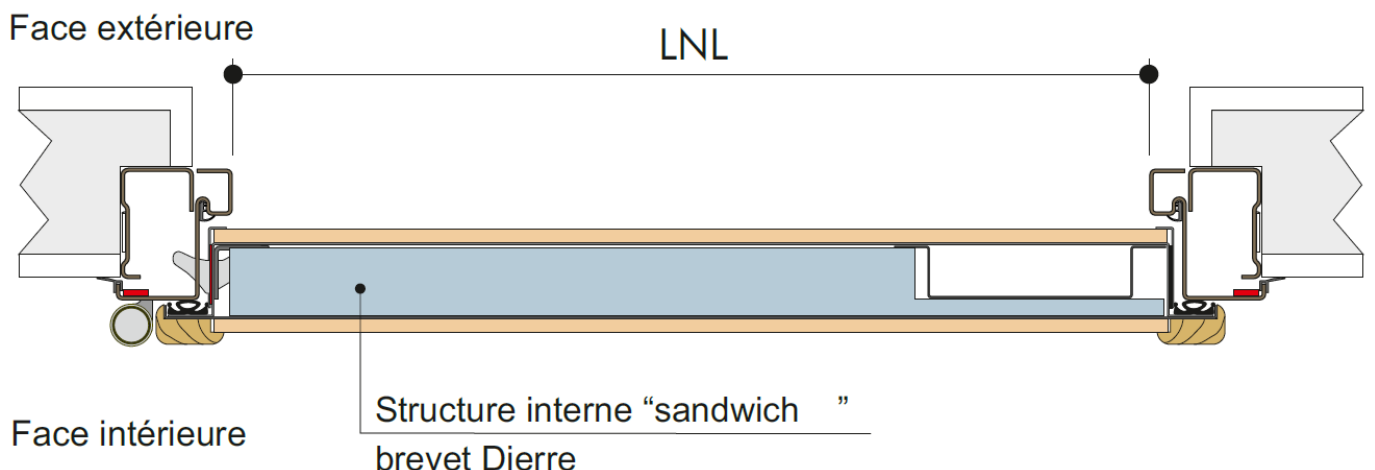 Face extérieure
LNL
Structure interne “sandwich ”
brevet Dierre
Face intérieure